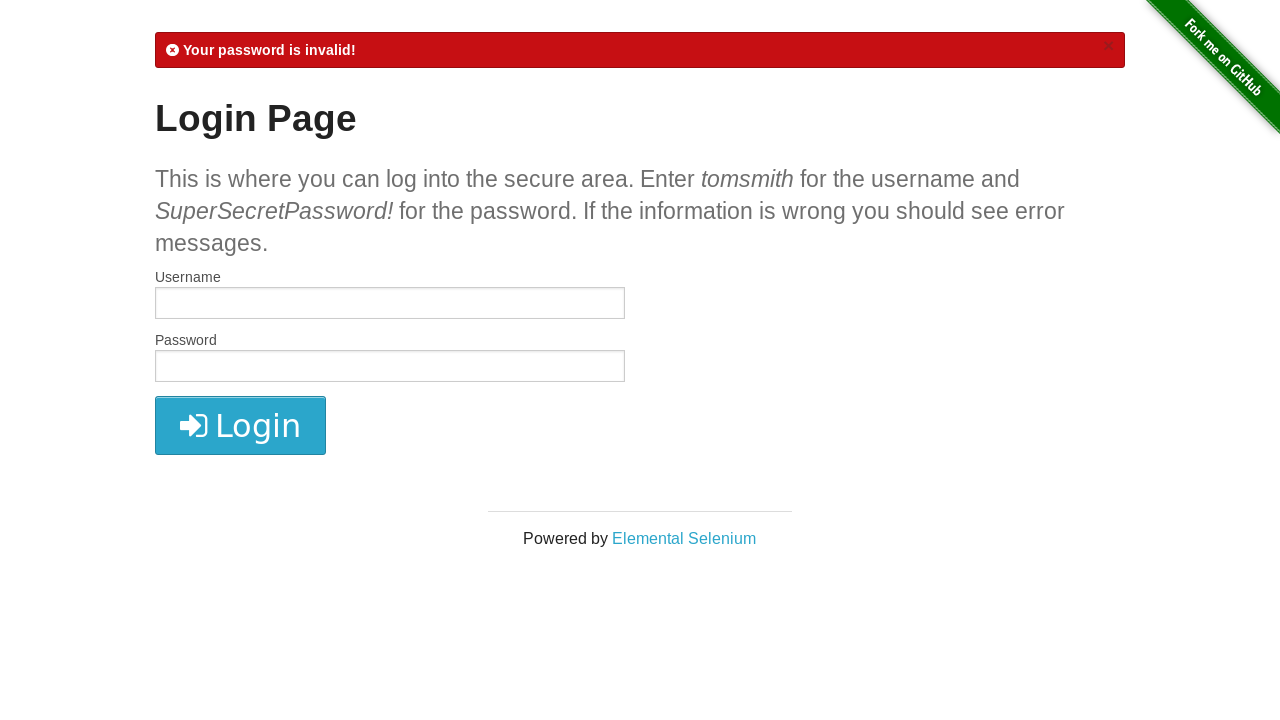 Your password is invalid!
×
Fork me on GitHub
Login Page
This is where you can log into the secure area. Enter tomsmith for the username and
SuperSecretPassword! for the password. If the information is wrong you should see error
messages.
Username
Password
Login
Powered by Elemental Selenium